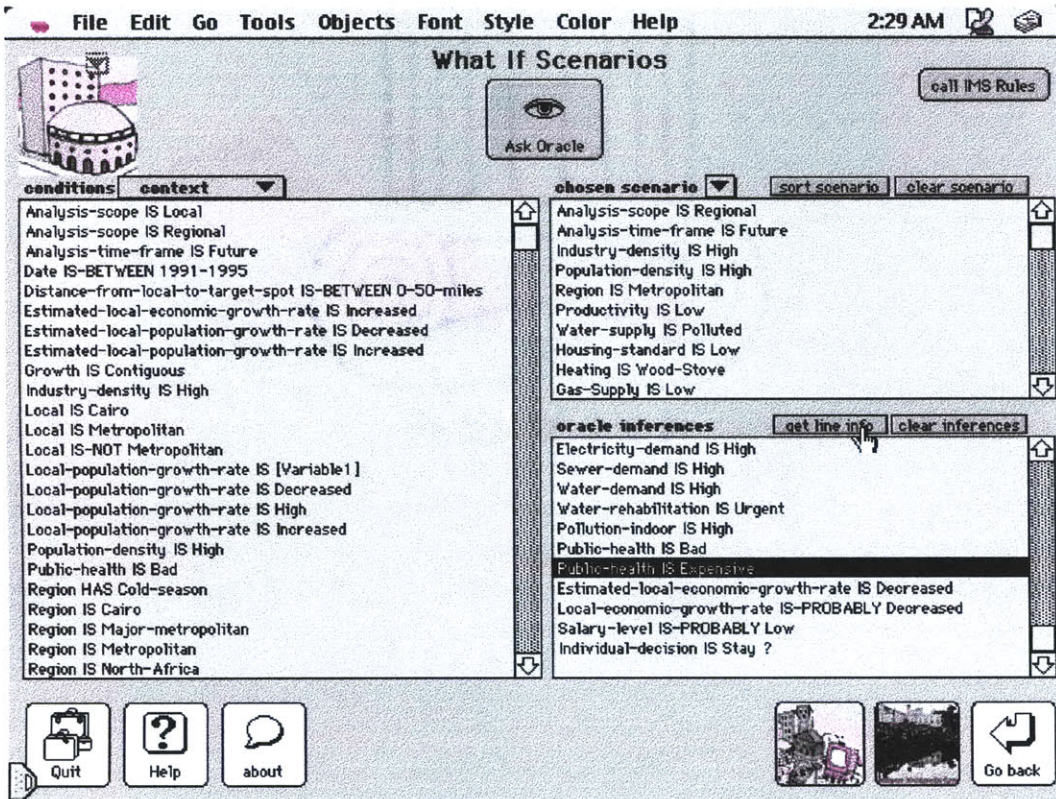 File Edit Go Tools Objects Font Style Color Help 2:29 AM
What If Scenarios
call IMS Rules
Ask Oracle
conditions context
Analysis-scope IS Local
Analysis-scope IS Regional
Analysis-time-frame IS Future
Date IS-BETWEEN 1991-1995
Distance-from-local-to-target-spot IS-BETWEEN 0-50-miles
Estimated-local-economic-growth-rate IS Increased
Estimated-local-population-growth-rate IS Decreased
Estimated-local-population-growth-rate IS Increased
Growth IS Contiguous
Industry-density IS High
Local IS Cairo
Local IS Metropolitan
Local IS-NOT Metropolitan
Local-population-growth-rate IS [Variable1]
Local-population-growth-rate IS Decreased
Local-population-growth-rate IS High
Local-population-growth-rate IS Increased
Population-density IS High
Public-health IS Bad
Region HAS Cold-season
Region IS Cairo
Region IS Major-metropolitan
Region IS Metropolitan
Region IS North-Africa
chosen scenario sort scenario clear scenario
Analysis-scope IS Regional
Analysis-time-frame IS Future
Industry-density IS High
Population-density IS High
Region IS Metropolitan
Productivity IS Low
Water-supply IS Polluted
Housing-standard IS Low
Heating IS Wood-Stove
Gas-Supply IS Low
oracle inferences get line info clear inferences
Electricity-demand IS High
Sewer-demand IS High
Water-demand IS High
Water-rehabilitation IS Urgent
Pollution-indoor IS High
Public-health IS Bad
Public-health IS Expensive
Estimated-local-economic-growth-rate IS Decreased
Local-economic-growth-rate IS-PROBABLY Decreased
Salary-level IS-PROBABLY Low
Individual-decision IS Stay ?
Quit Help about Go back